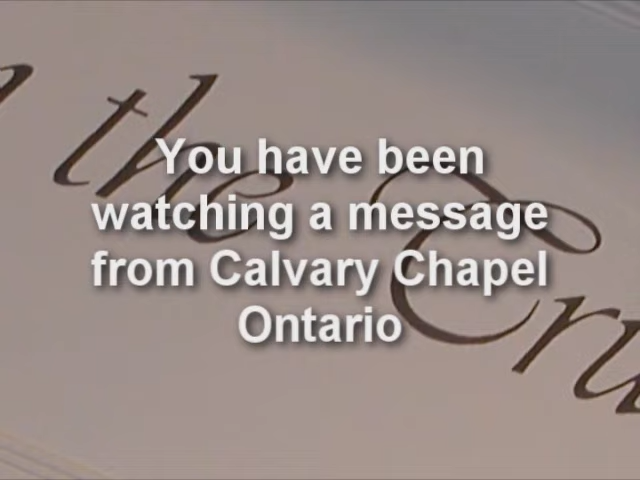 the
You have been
watching a message
from Calvary Chapel
Ontario